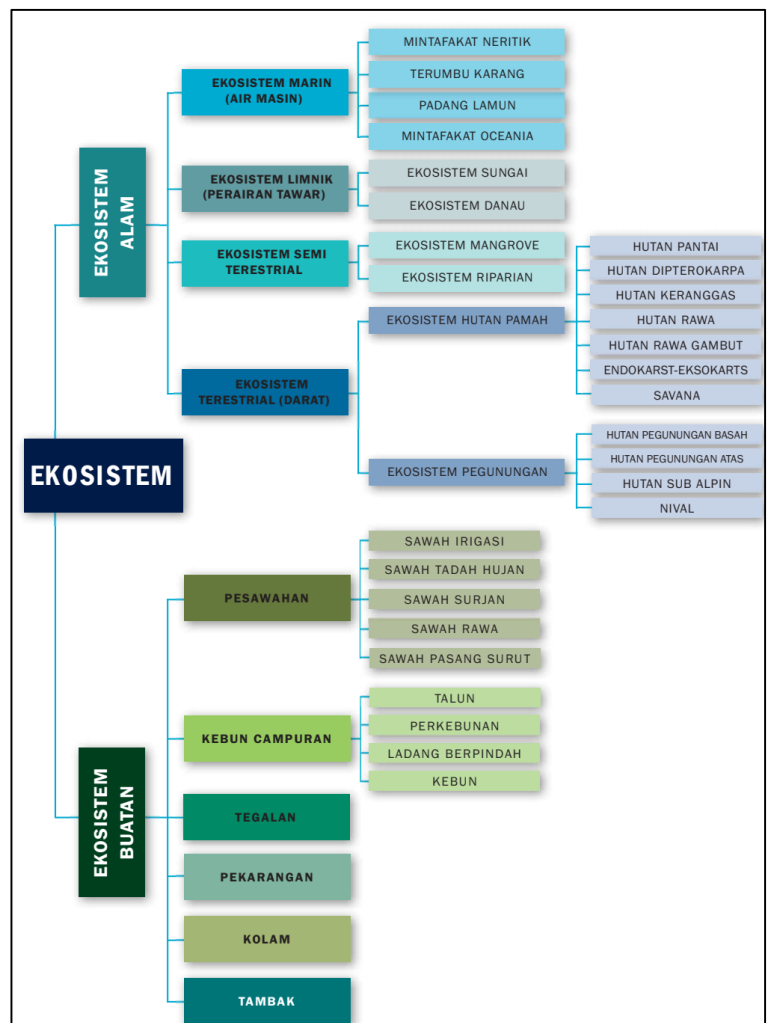 EKOSISTEM
EKOSISTEM
ALAM
EKOSISTEM MARIN
(AIR MASIN)
MINTAFAKAT NERITIK
TERUMBU KARANG
PADANG LAMUN
MINTAFAKAT OCEANIA
EKOSISTEM LIMNIK
(PERAIRAN TAWAR)
EKOSISTEM SUNGAI
EKOSISTEM DANAU
EKOSISTEM SEMI
TERESTRIAL
EKOSISTEM MANGROVE
EKOSISTEM RIPARIAN
EKOSISTEM
TERESTRIAL (DARAT)
EKOSISTEM HUTAN PAMAH
HUTAN PANTAI
HUTAN DIPTEROKARPA
HUTAN KERANGGAS
HUTAN RAWA
HUTAN RAWA GAMBUT
ENDOKARST-EKSOKARTS
SAVANA
EKOSISTEM PEGUNUNGAN
HUTAN PEGUNUNGAN BASAH
HUTAN PEGUNUNGAN ATAS
HUTAN SUB ALPIN
NIVAL
EKOSISTEM
BUATAN
PESAWAHAN
SAWAH IRIGASI
SAWAH TADAH HUJAN
SAWAH SURJAN
SAWAH RAWA
SAWAH PASANG SURUT
KEBUN CAMPURAN
TALUN
PERKEBUNAN
LADANG BERPINDAH
KEBUN
TEGALAN
PEKARANGAN
KOLAM
TAMBAK